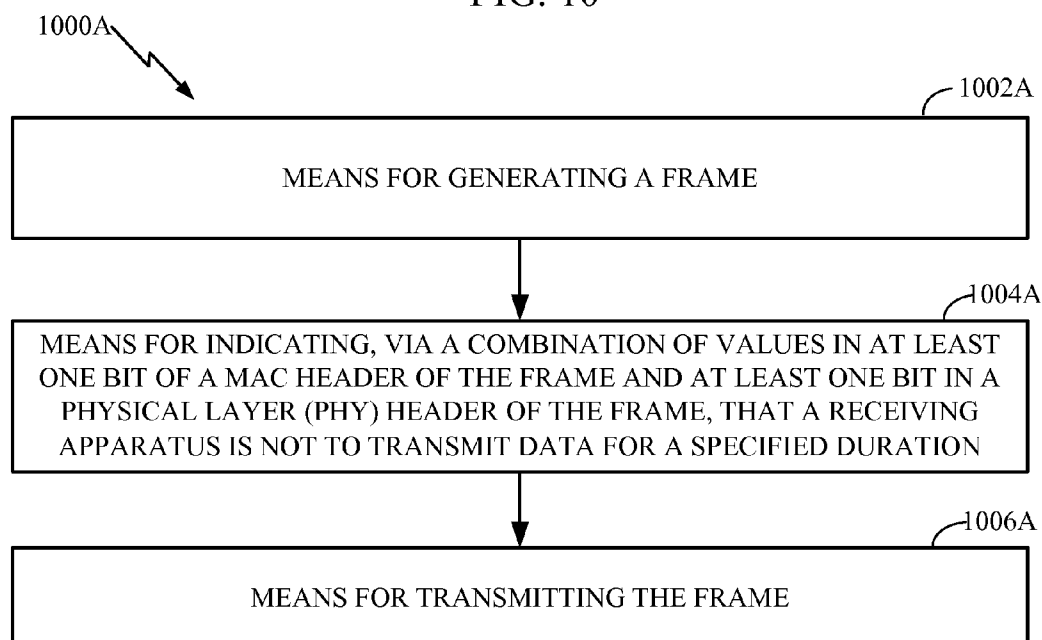 FIG. 10
1000A
1002A
MEANS FOR GENERATING A FRAME
1004A
MEANS FOR INDICATING, VIA A COMBINATION OF VALUES IN AT LEAST
ONE BIT OF A MAC HEADER OF THE FRAME AND AT LEAST ONE BIT IN A
PHYSICAL LAYER (PHY) HEADER OF THE FRAME, THAT A RECEIVING
APPARATUS IS NOT TO TRANSMIT DATA FOR A SPECIFIED DURATION
1006A
MEANS FOR TRANSMITTING THE FRAME